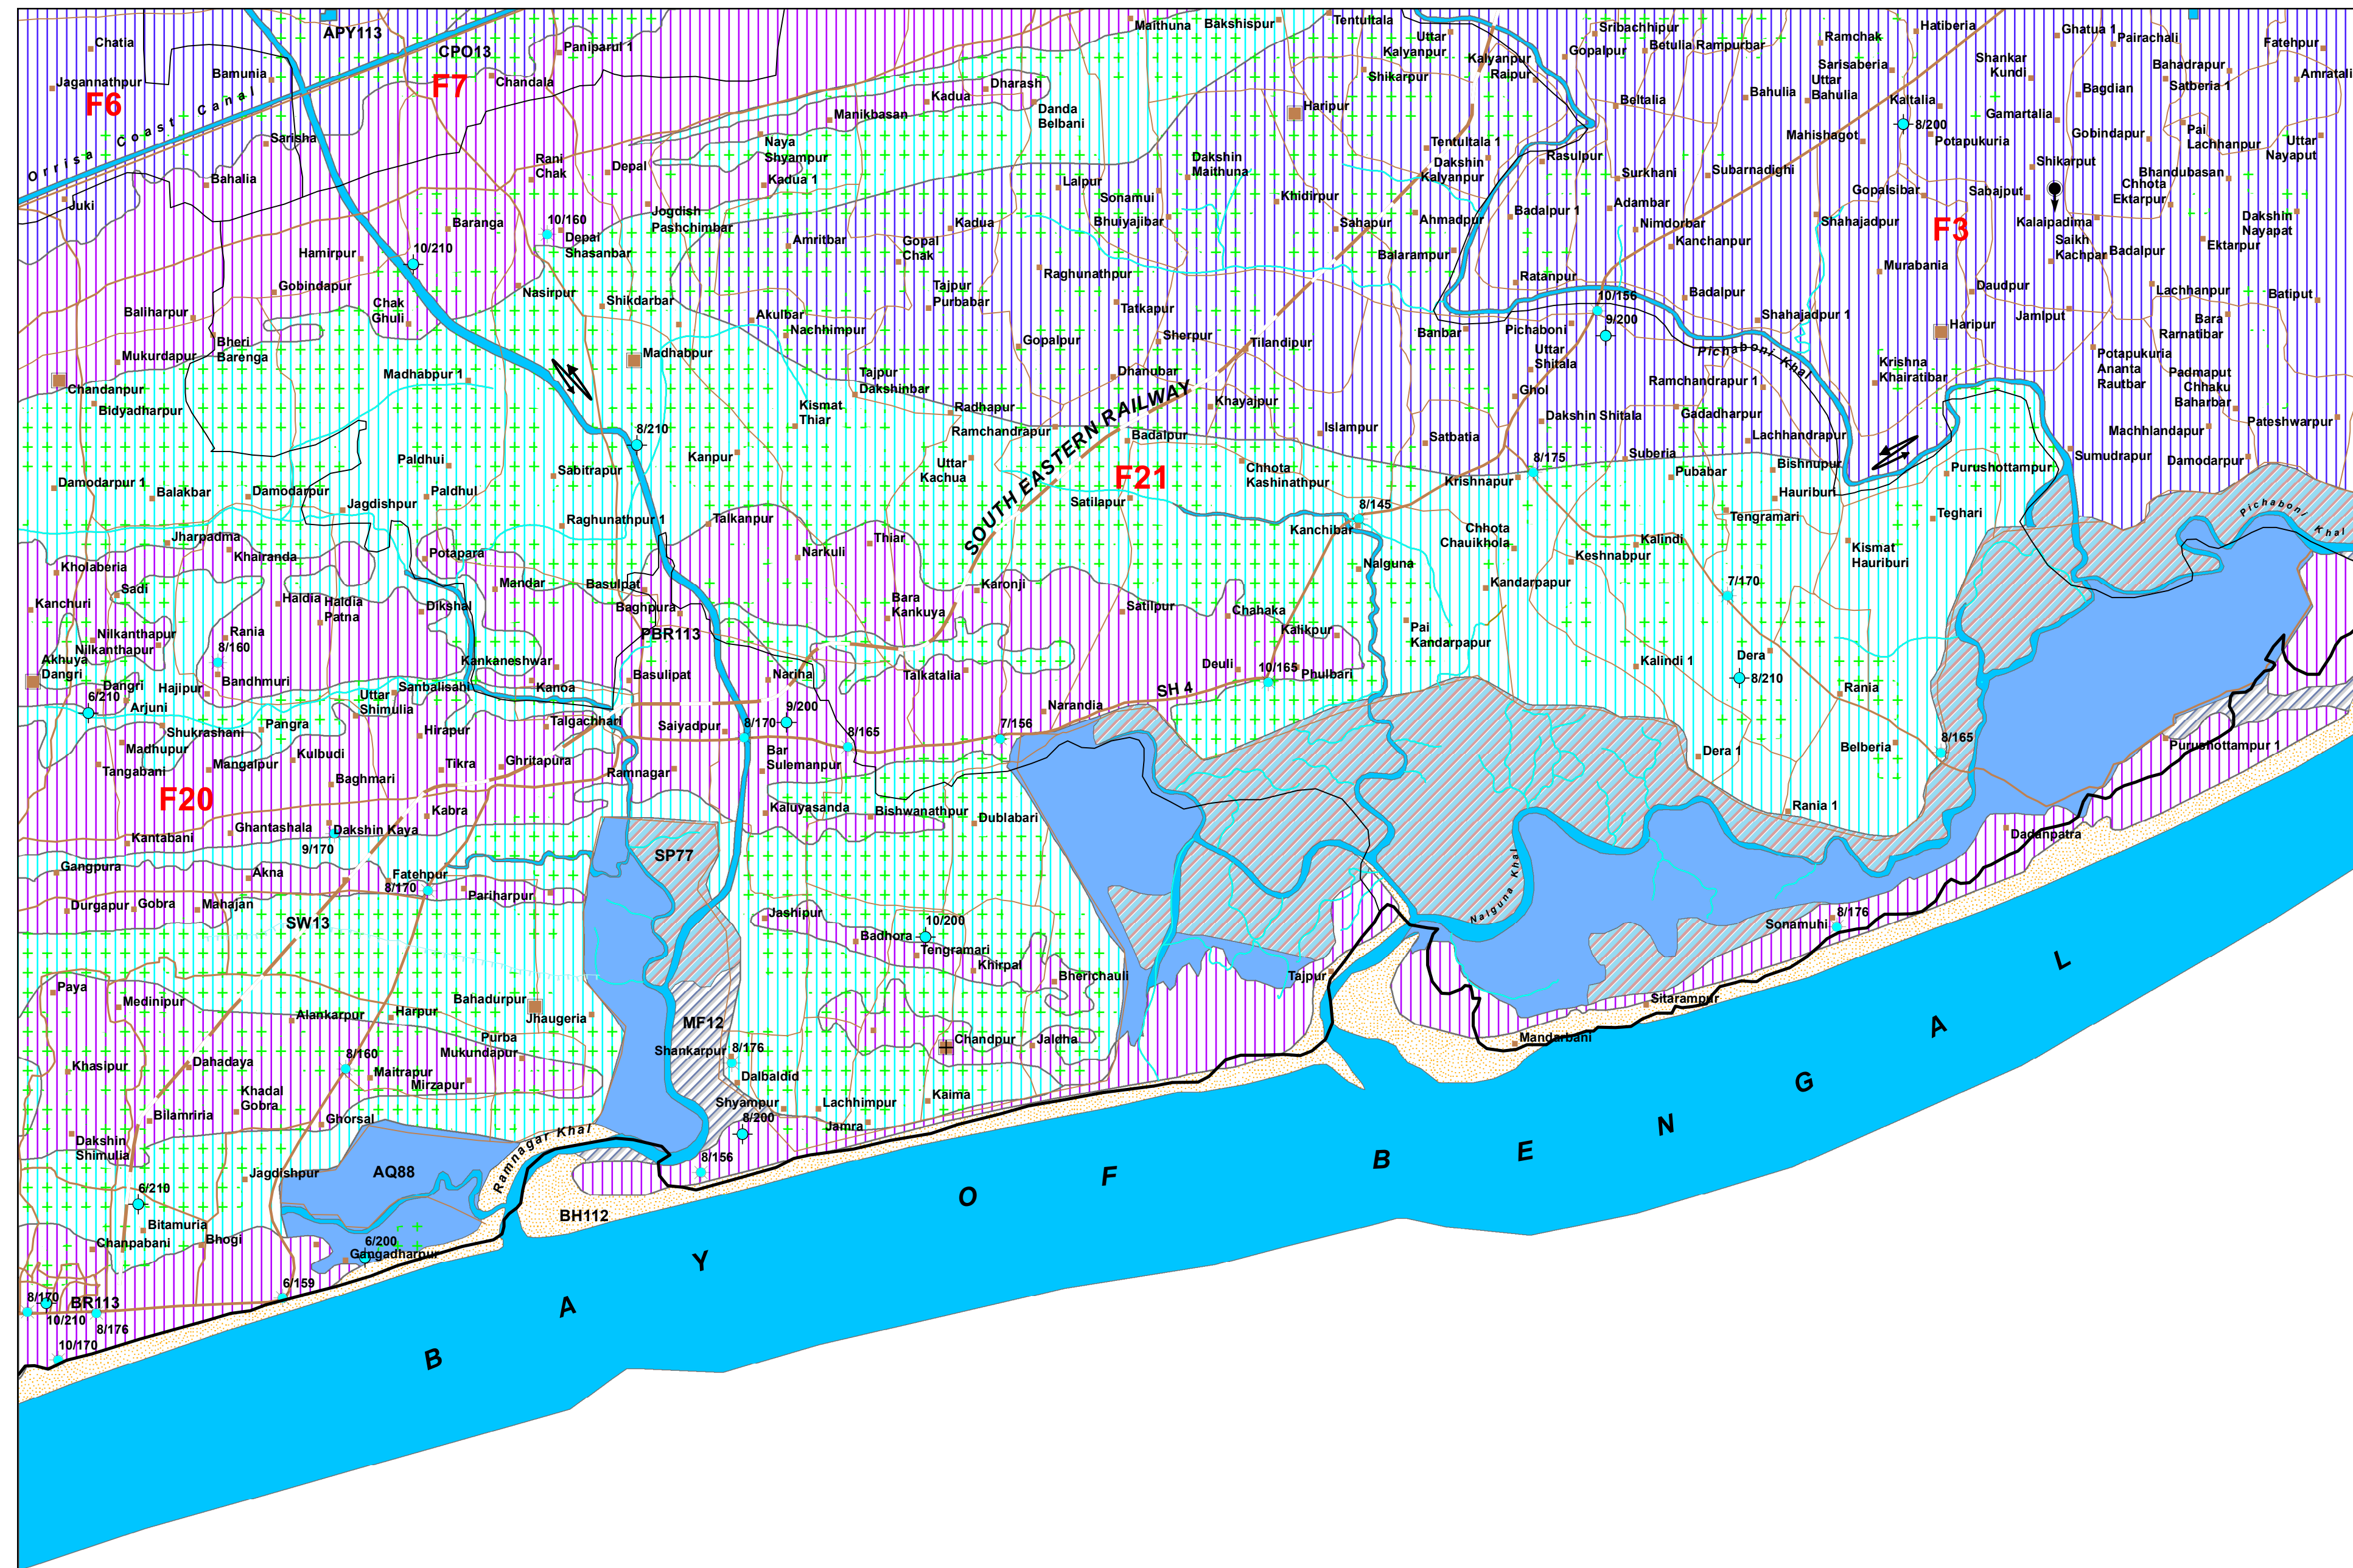 APY113
CPO13
Maithuna
Bakshispur
Tentultala
Uttar
Kalyanpur
Sribachhipur
Gopalpur
Betulia
Rampurbar
Ramchak
Hatiberia
Ghatua 1
Pairachali
Fatehpur
Chatia
Paniparul 1
Jagannathpur
Bamunia
F6
F7
Chandala
Dharash
Kadua
Danda
Belbani
Manikbasan
Haripur
Shikarpur
Kalyanpur
Raipur
Beltalia
Bahulia
Sarisaberia
Uttar
Bahulia
Kaltalia
Shankar
Kundi
Bagdian
Bahadrapur
Satberia 1
Amratali
Gamartalia
Orrisa Coast Canal
Sarisha
Bahalia
Juki
Rani
Chak
Depal
Naya
Shyampur
Kadua 1
Lalpur
Dakshin
Maithuna
Sonamui
Bhuiyajibar
Khidirpur
Sahapur
Tentultala 1
Dakshin
Kalyanpur
Rasulpur
Surkhani
Subarnadighi
Mahishagot
8/200
Potapukuria
Gobindapur
Pai
Lachhanpur
Uttar
Nayaput
Shikarput
Bhandubasan
Gopalsibar
Sabajput
Chhota
Ektarpur
Baranga
10/160
Depal
Shasanbar
Jogdish
Pashchimbar
Amritbar
Gopal
Chak
Kadua
Ahmadpur
Badalpur 1
Adambar
Nimdorbar
Kanchanpur
Shahajadpur
F3
Kalaipadima
Saikh
Kachpar
Badalpur
Ektarpur
Dakshin
Nayapat
Hamirpur
10/210
Gobindapur
Nasirpur
Shikdarbar
Raghunathpur
Tajpur
Purbabar
Tatkapur
Balarampur
Ratanpur
10/156
Badalpur
Murabania
Daudpur
Lachhanpur
Batiput
Baliharpur
Chak
Ghuli
Akulbar
Nachhimpur
Gopalpur
Sherpur
Tilandipur
Banbar
Pichaboni
9/200
Shahajadpur 1
Haripur
Jamlput
Bara
Rarnatibar
Mukurdapur
Bheri
Barenga
Madhabpur
Madhabpur 1
Tajpur
Dakshinbar
Dhanubar
Khayajpur
Uttar
Shitala
Ghol
Pichaboni Khal
Ramchandrapur 1
Krishna
Khairatibar
Potapukuria
Ananta
Rautbar
Padmaput
Chhaku
Baharbar
Chandanpur
Bidyadharpur
Kismat
Thiar
Radhapur
Ramchandrapur
SOUTH EASTERN RAILWAY
Badalpur
Islampur
Satbatia
Dakshin Shitala
Gadadharpur
Lachhandrapur
Machhlandapur
Pateshwarpur
8/210
Paldhui
Sabitrapur
Kanpur
Uttar
Kachua
F21
Chhota
Kashinathpur
Krishnapur
8/175
Suberia
Pubabar
Bishnupur
Purushottampur
Sumudrapur
Damodarpur
Damodarpur 1
Balakbar
Damodarpur
Jagdishpur
Paldhul
Satilapur
8/145
Kanchibar
Hauriburi
Tengramari
Teghari
Pichaboni Khal
Raghunathpur 1
Talkanpur
Jharpadma
Khairanda
Potapara
Narkuli
Thiar
Nalguna
Chhota
Chauikhola
Keshnabpur
Kalindi
Kismat
Hauriburi
Kholaberia
Sadi
Kanchuri
Haldia
Haldia
Patna
Mandar
Dikshal
Basulpat
Baghpura
Bara
Kankuya
Karonji
Satilpur
Chahaka
Kandarpapur
7/170
Nilkanthapur
Nilkanthapur
Rania
8/160
PBR113
Kalikpur
Pai
Kandarpapur
Akhuya
Dangri
Dangri
6/210
Hajipur
Bandhmuri
Kankaneshwar
Kanoa
Sanbalisahi
Basulipat
Nariha
Talkatalia
Deuli
10/165
Phulbari
SH 4
Kalindi 1
Dera
8/210
Rania
Arjuni
Uttar
Shimulia
Shukrashani
Pangra
Hirapur
Talgachhari
Saiyadpur
8/170
9/200
8/165
7/156
Narandia
Madhupur
Tangabani
Mangalpur
Kulbudi
Baghmari
Tikra
Ghritapura
Ramnagar
Bar
Sulemanpur
Dera 1
Belberia
8/165
Purushottampur 1
F20
Kabra
Kaluyasanda
Bishwanathpur
Dublabari
Rania 1
Dadanpatra
Kantabani
Ghantashala
Dakshin Kaya
9/170
SP77
Gangpura
Akna
Fatehpur
8/170
Pariharpur
Nalguna Khal
Durgapur
Gobra
Mahajan
SW13
Jashipur
10/200
Badhora
Tengramari
Khirpal
Bherichauli
Tajpur
Sonamuhi
8/176
Sitarampur
Paya
Medinipur
Alankarpur
Harpur
Bahadurpur
Jhaugeria
MF12
Purba
Mukundapur
Shankarpur
8/176
Chandpur
Jaldha
Mandarbani
Khasipur
Dahadaya
8/160
Maitrapur
Mirzapur
Dalbaldid
Khadal
Gobra
Bilamriria
Ghorsal
Shyampur
8/200
Lachhimpur
Jamra
Kaima
Dakshin
Shimulia
Jagdishpur
AQ88
Ramnagar Khal
8/156
BH112
6/210
Bitamuria
Chanpabani
Bhogi
6/200
Gangadharpur
6/159
8/170
BR113
10/210
8/176
10/170
BAY OF BENGAL